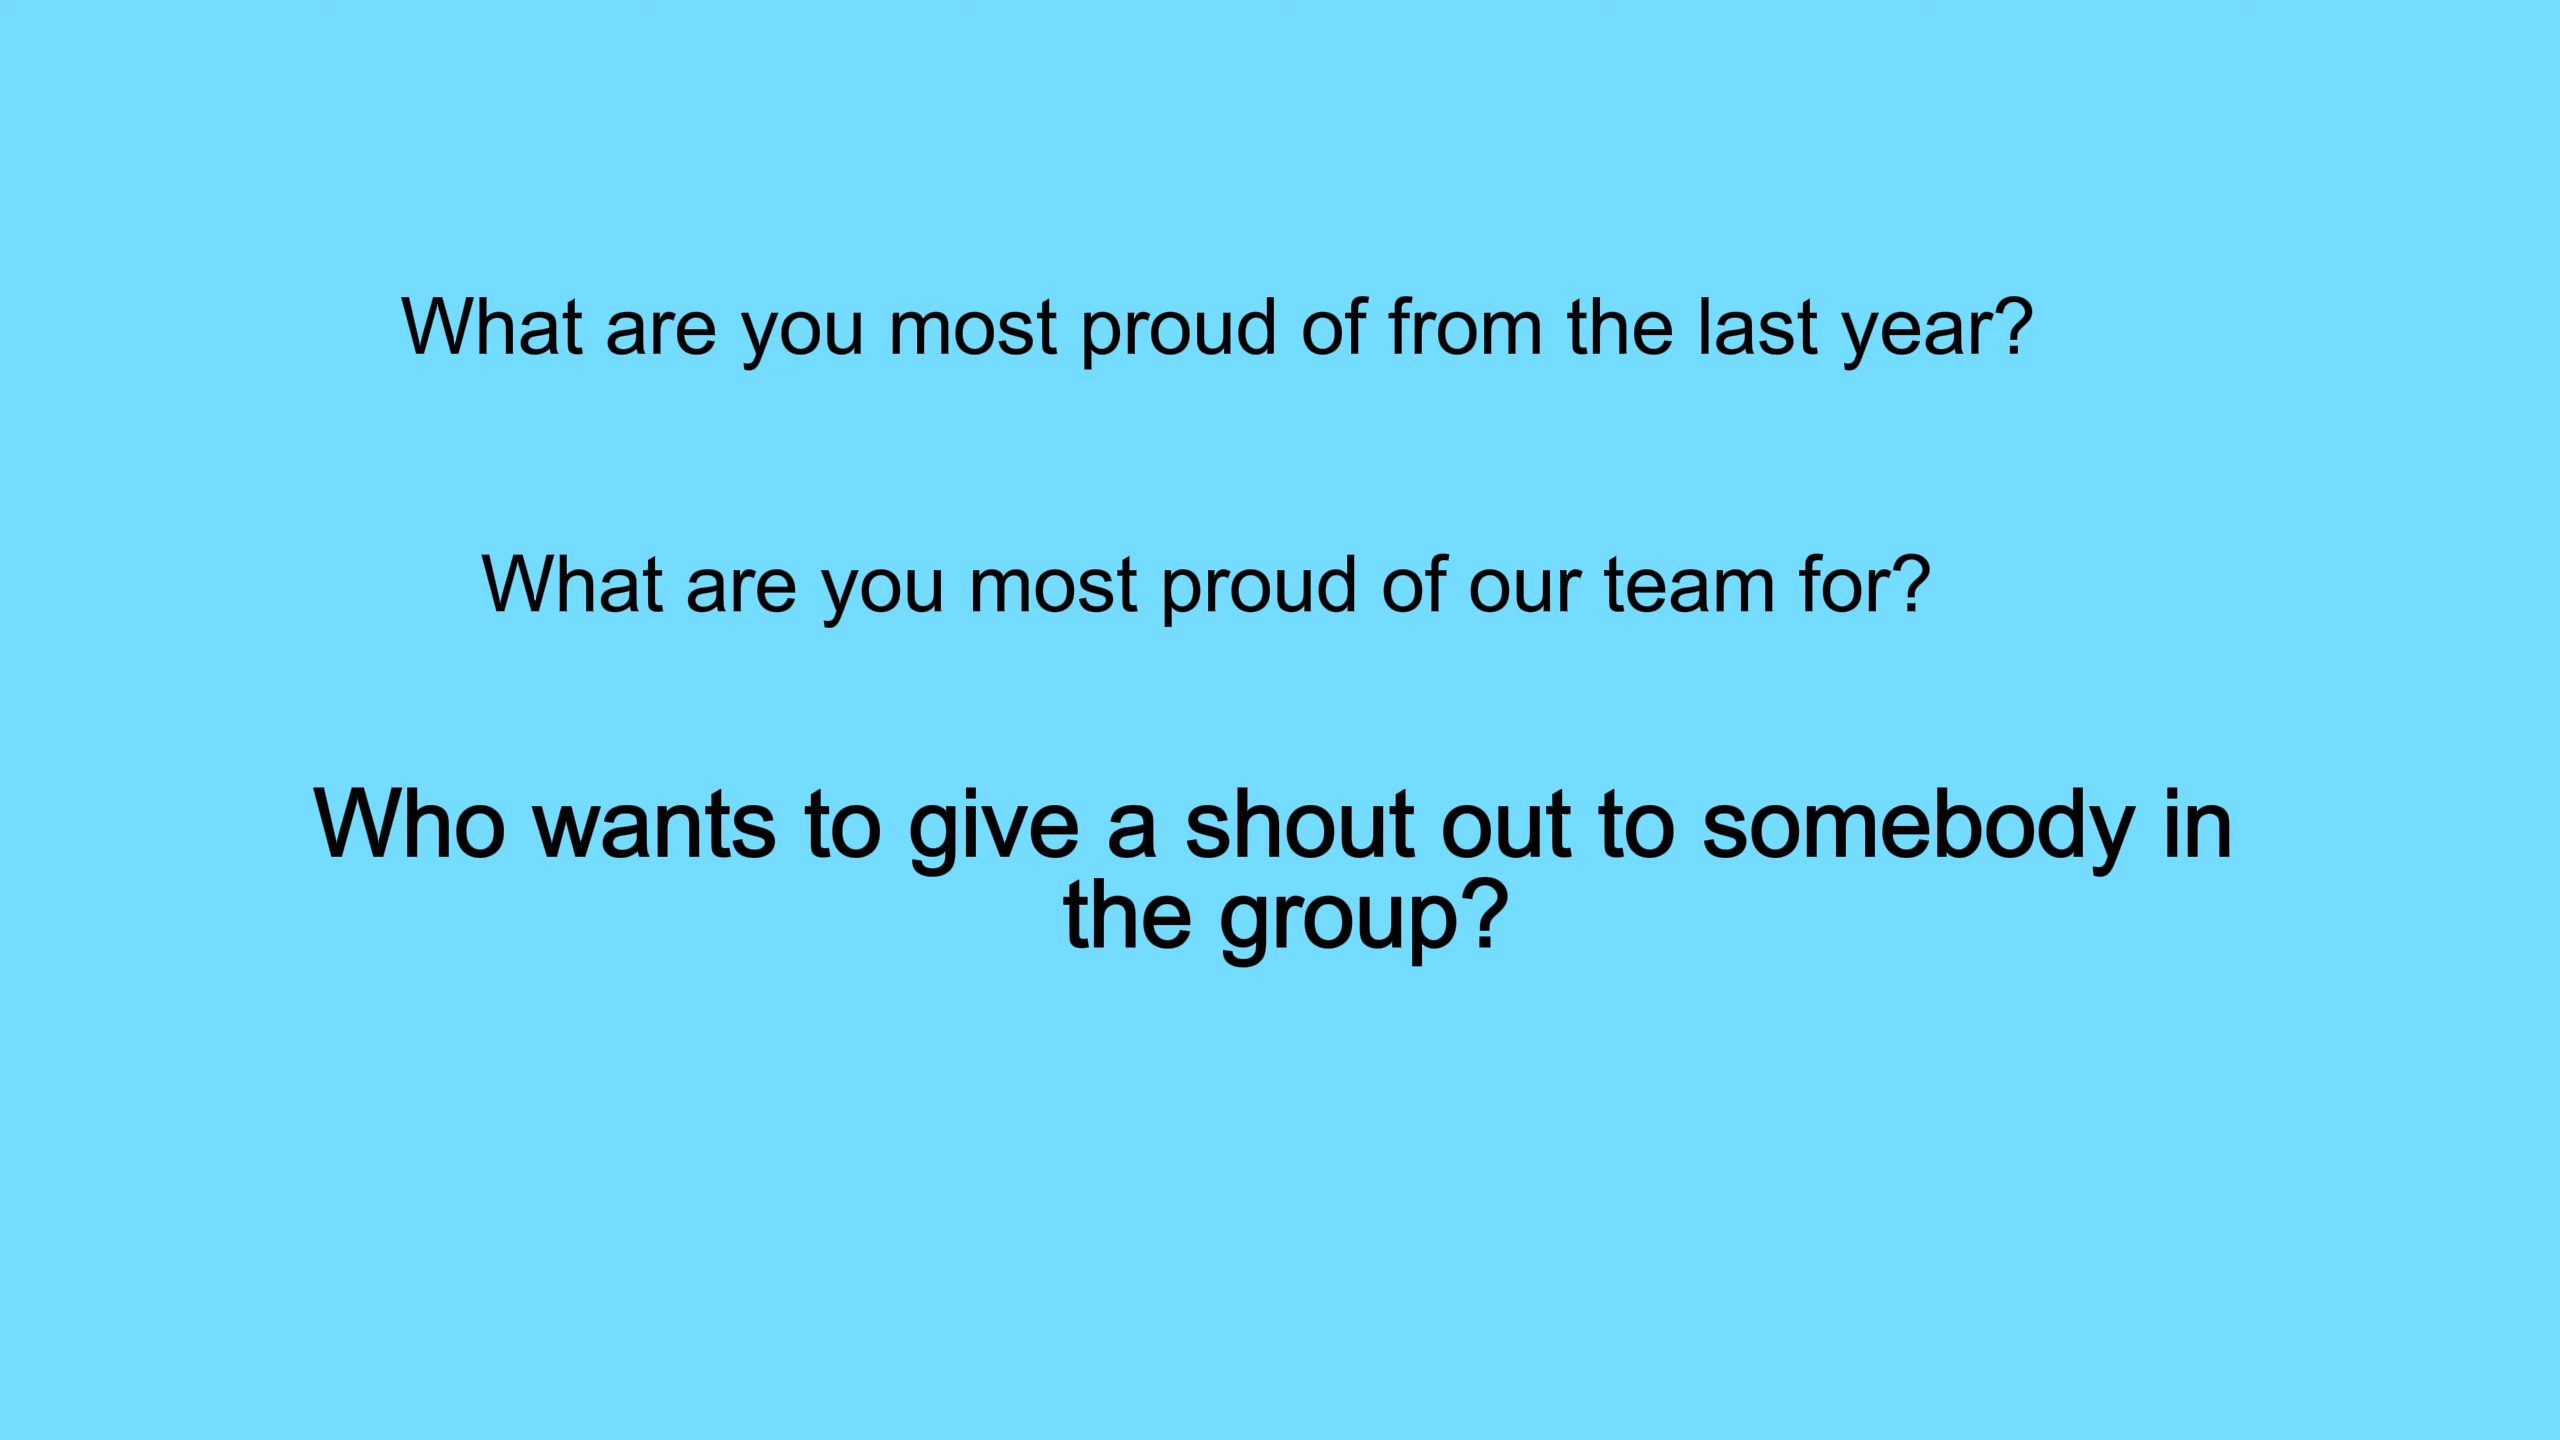 What are you most proud of from the last year?
What are you most proud of our team for?
Who wants to give a shout out to somebody in
the group?